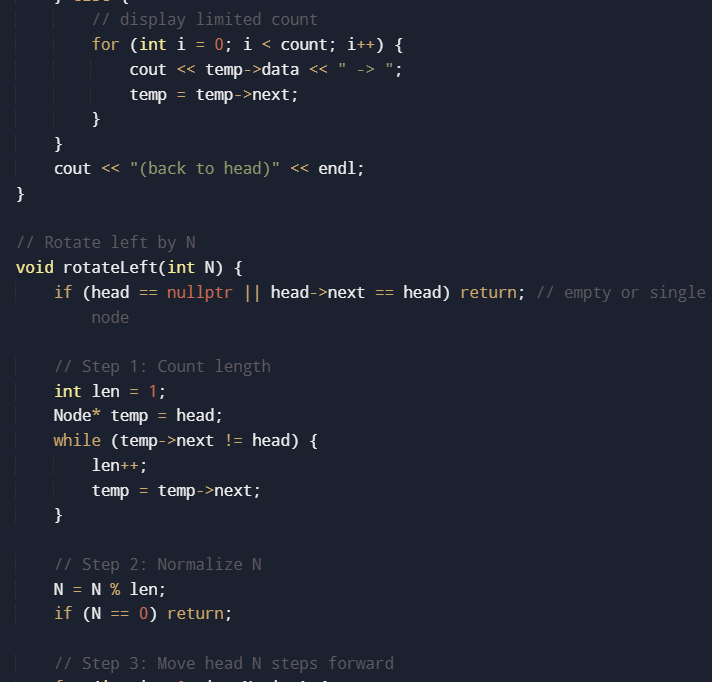 // display limited count
for (int i = 0; i < count; i++) {
cout << temp->data << " -> ";
temp = temp->next;
}
}
cout << "(back to head)" << endl;
}
// Rotate left by N
void rotateLeft(int N) {
if (head == nullptr || head->next == head) return; // empty or single
node
// Step 1: Count length
int len = 1;
Node* temp = head;
while (temp->next != head) {
len++;
temp = temp->next;
}
// Step 2: Normalize N
N = N % len;
if (N == 0) return;
// Step 3: Move head N steps forward